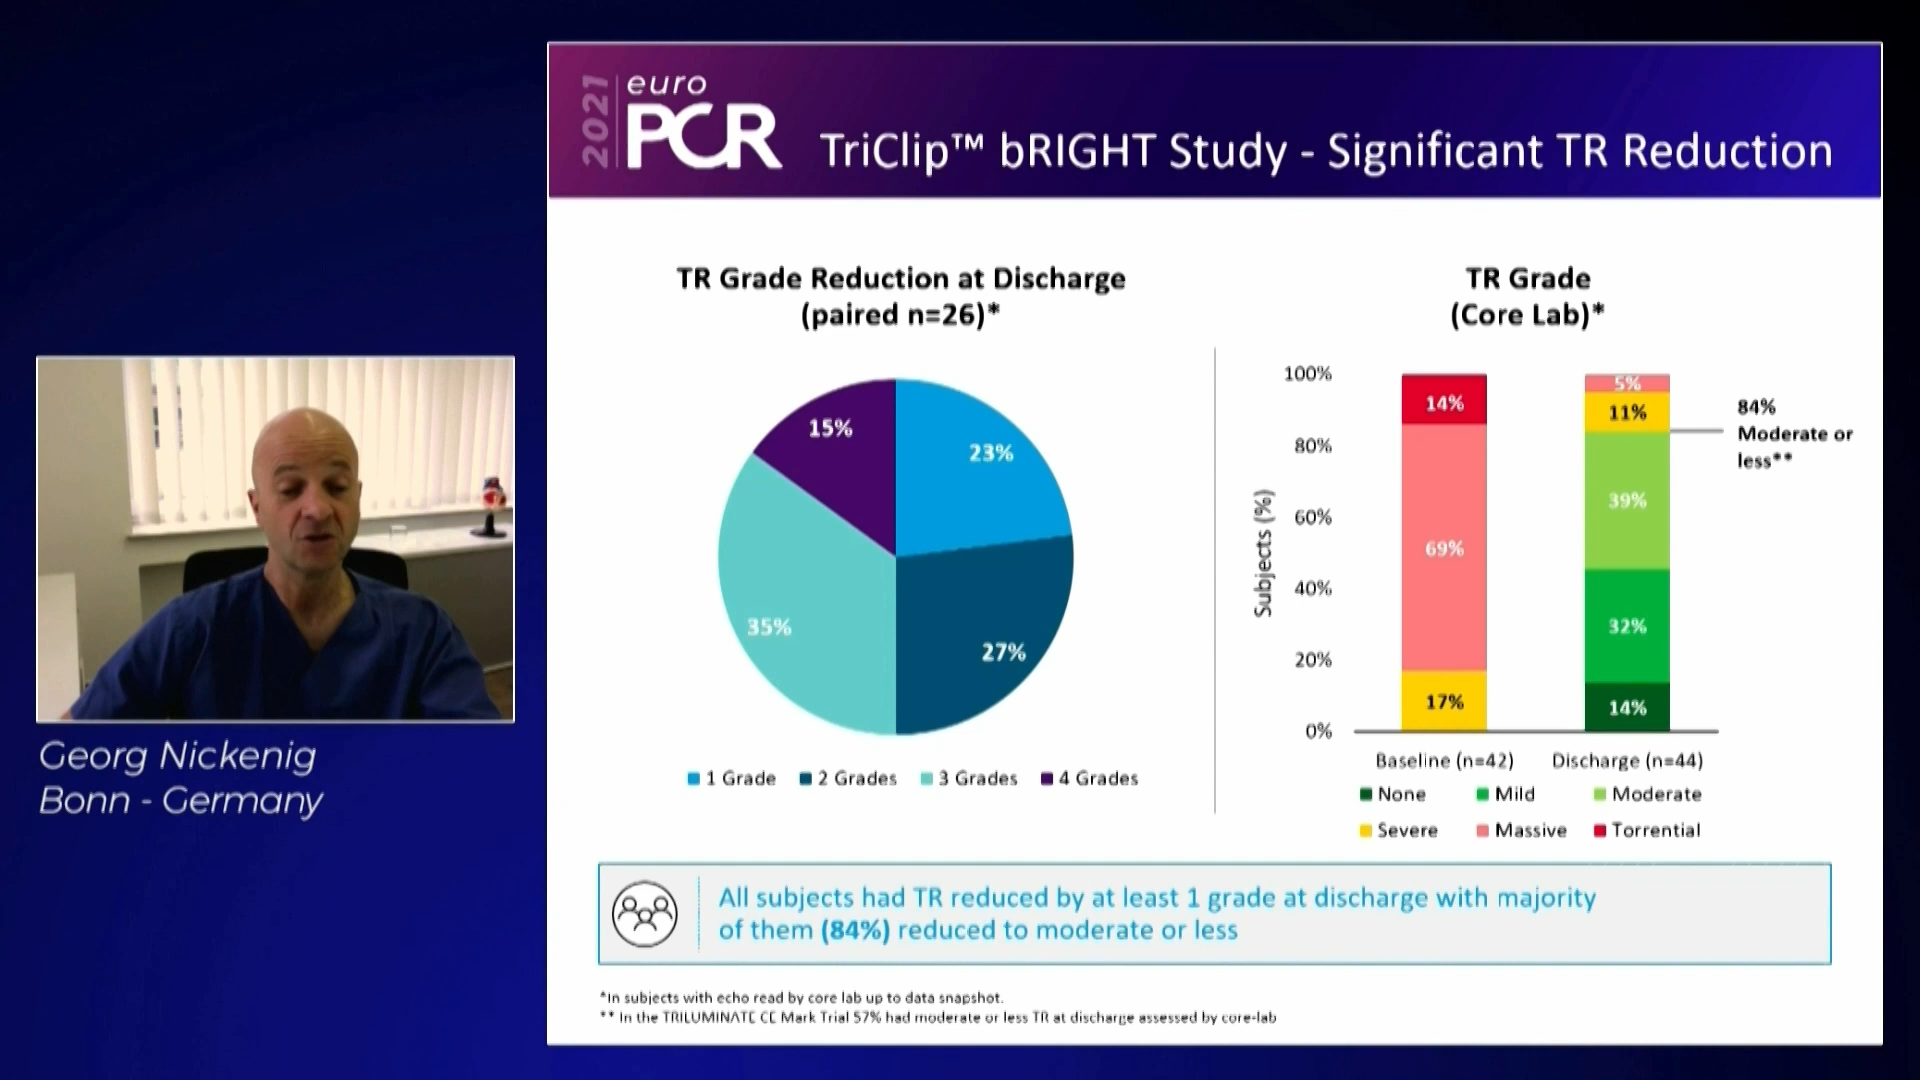 2021
euro
PCR
TriClip™ bRIGHT Study - Significant TR Reduction
TR Grade Reduction at Discharge
(paired n=26)*
15%
23%
35%
27%
1 Grade 2 Grades 3 Grades 4 Grades
TR Grade
(Core Lab)*
Subjects (%)
100%
80%
60%
40%
20%
0%
14%
69%
17%
5%
11%
39%
32%
14%
84%
Moderate or
less**
Baseline (n=42) Discharge (n=44)
None Mild Moderate
Severe Massive Torrential
All subjects had TR reduced by at least 1 grade at discharge with majority
of them (84%) reduced to moderate or less
*In subjects with echo read by core lab up to data snapshot.
** In the TRILUMINATE CE Mark Trial 57% had moderate or less TR at discharge assessed by core-lab
Georg Nickenig
Bonn - Germany